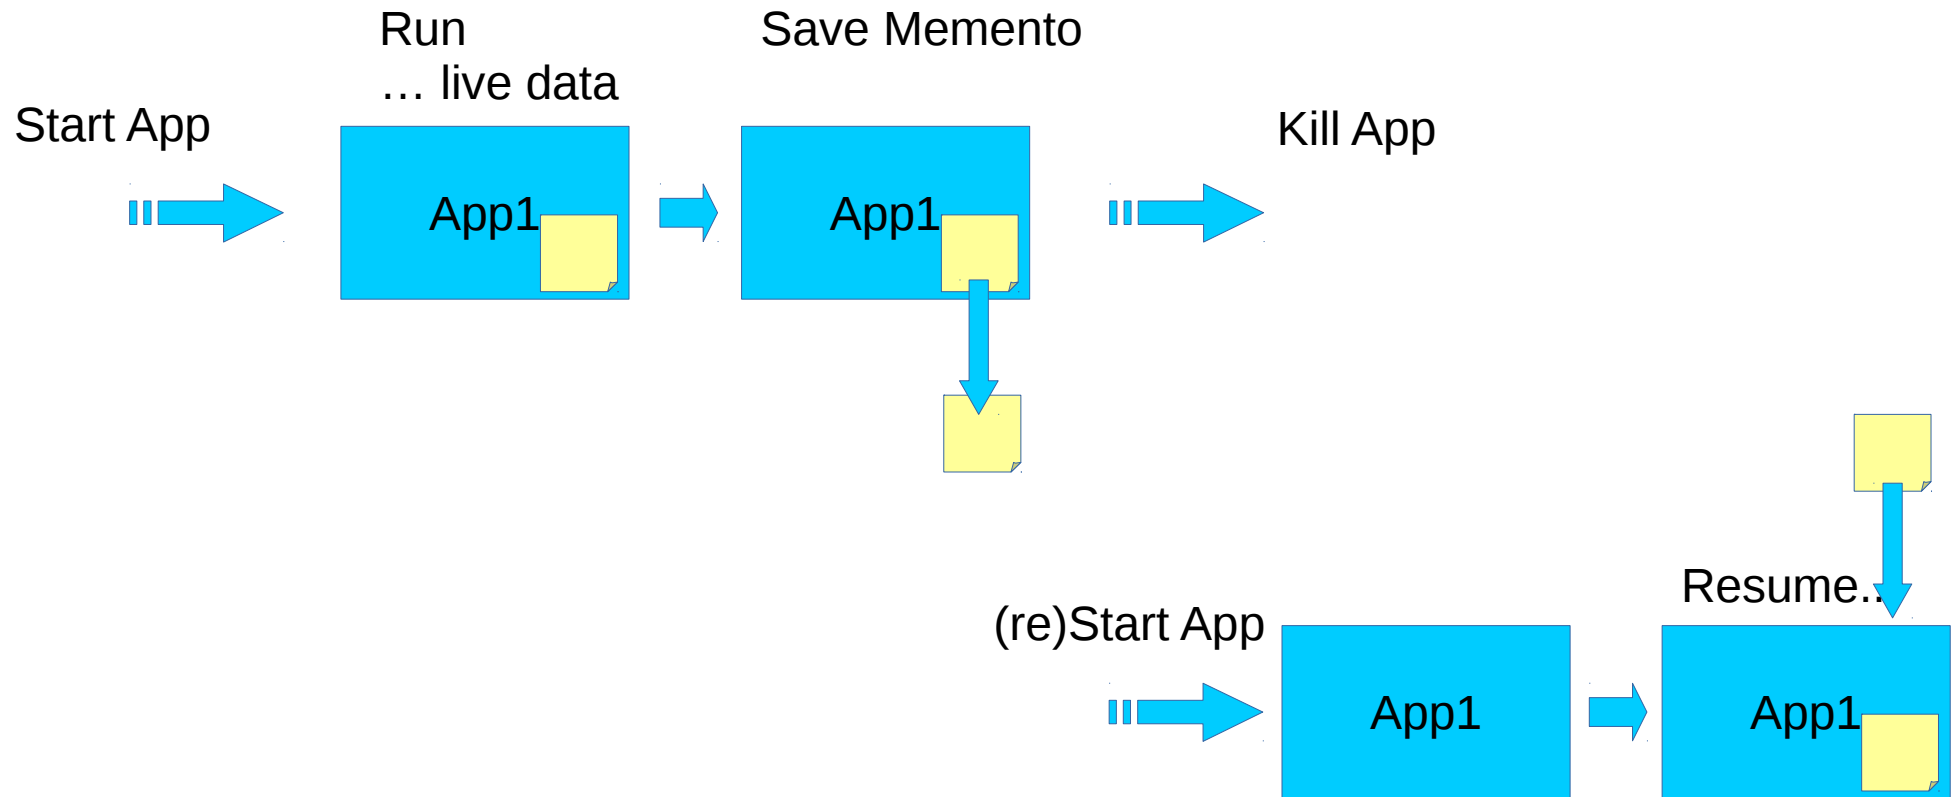 Run
… live data
Save Memento
Start App
Kill App
App1
App1
Resume..
(re)Start App
App1
App1